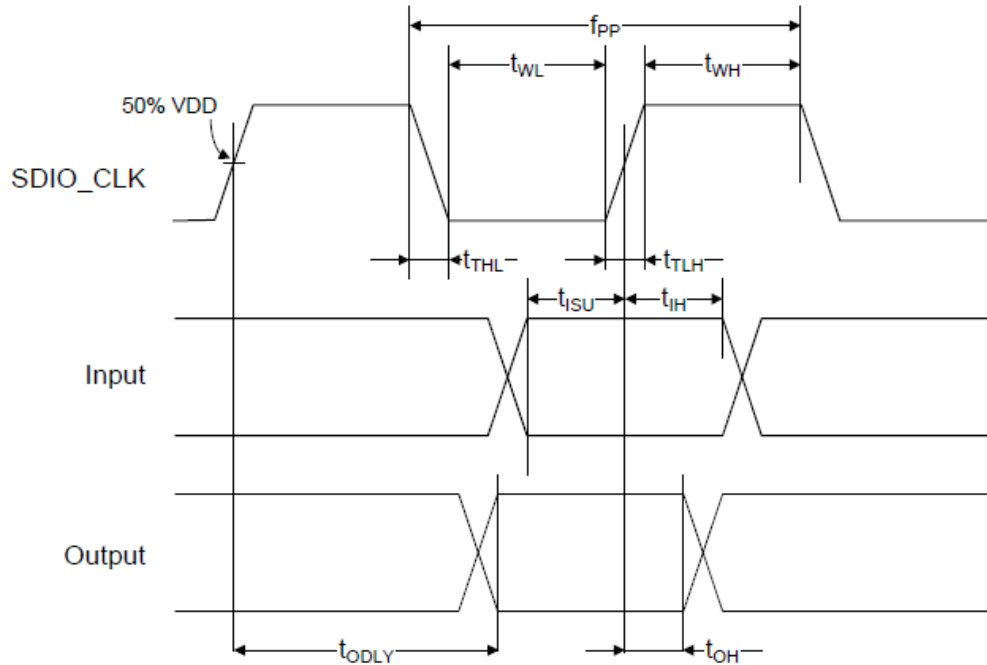 fPP
tWL
tWH
50% VDD
SDIO_CLK
tTHL
tTLH
tISU
tIH
Input
Output
tODLY
tOH